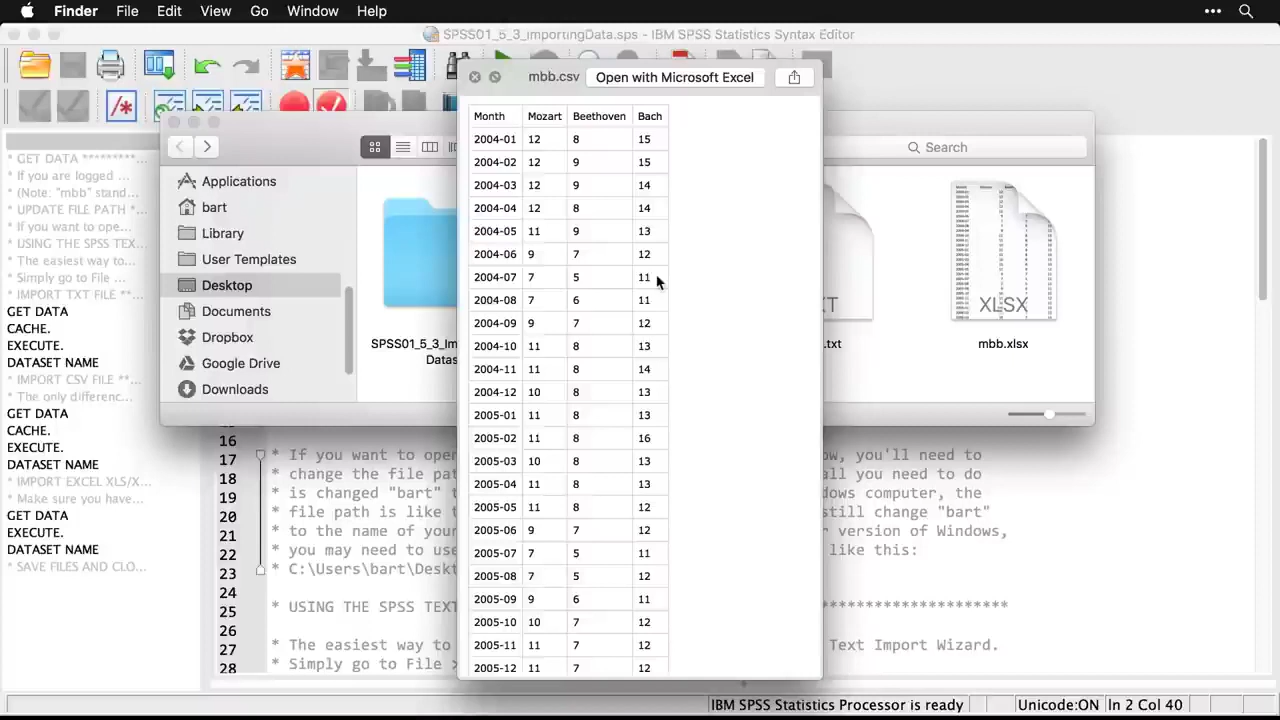 Finder File Edit View Go Window Help
SPSS01_5_3_ImportingData.sps - IBM SPSS Statistics Syntax Editor
mbb.csv Open with Microsoft Excel
Search
Applications
bart
Library
User Templates
Desktop
Documents
Dropbox
Google Drive
Downloads
SPSS01_5_3_Im
Datas
.txt
XLSX
mbb.xlsx
Month Mozart Beethoven Bach
2004-01 12 8 15
2004-02 12 9 15
2004-03 12 9 14
2004-04 12 8 14
2004-05 11 9 13
2004-06 9 7 12
2004-07 7 5 11
2004-08 7 6 11
2004-09 9 7 12
2004-10 11 8 13
2004-11 11 8 14
2004-12 10 8 13
2005-01 11 8 13
2005-02 11 8 16
2005-03 10 8 13
2005-04 11 8 13
2005-05 11 8 12
2005-06 9 7 12
2005-07 7 5 11
2005-08 7 5 12
2005-09 9 6 11
2005-10 10 7 12
2005-11 11 7 12
2005-12 11 7 12
* GET DATA *********...
* If you are logged ...
* (Note: "mbb" stand...
* UPDATE FILE PATH *...
* If you want to ope...
* USING THE SPSS TEX...
* The easiest way to...
* Simply go to File ...
* IMPORT TXT FILE **...
GET DATA
CACHE.
EXECUTE.
DATASET NAME
* IMPORT CSV FILE **...
* The only differenc...
GET DATA
CACHE.
EXECUTE.
DATASET NAME
* IMPORT EXCEL XLS/X...
* Make sure you have...
GET DATA
EXECUTE.
DATASET NAME
* SAVE FILES AND CLO...
16
17 * If you want to ope ow, you'll need to
18 * change the file pat all you need to do
19 * is changed "bart" t dows computer, the
20 * file path is like t still change "bart"
21 * to the name of your r version of Windows,
22 * you may need to use like this:
23 * C:\Users\bart\Deskt
24
25 * USING THE SPSS TEXT *********************
26
27 * The easiest way to Text Import Wizard.
28 * Simply go to File >
IBM SPSS Statistics Processor is ready Unicode:ON In 2 Col 40